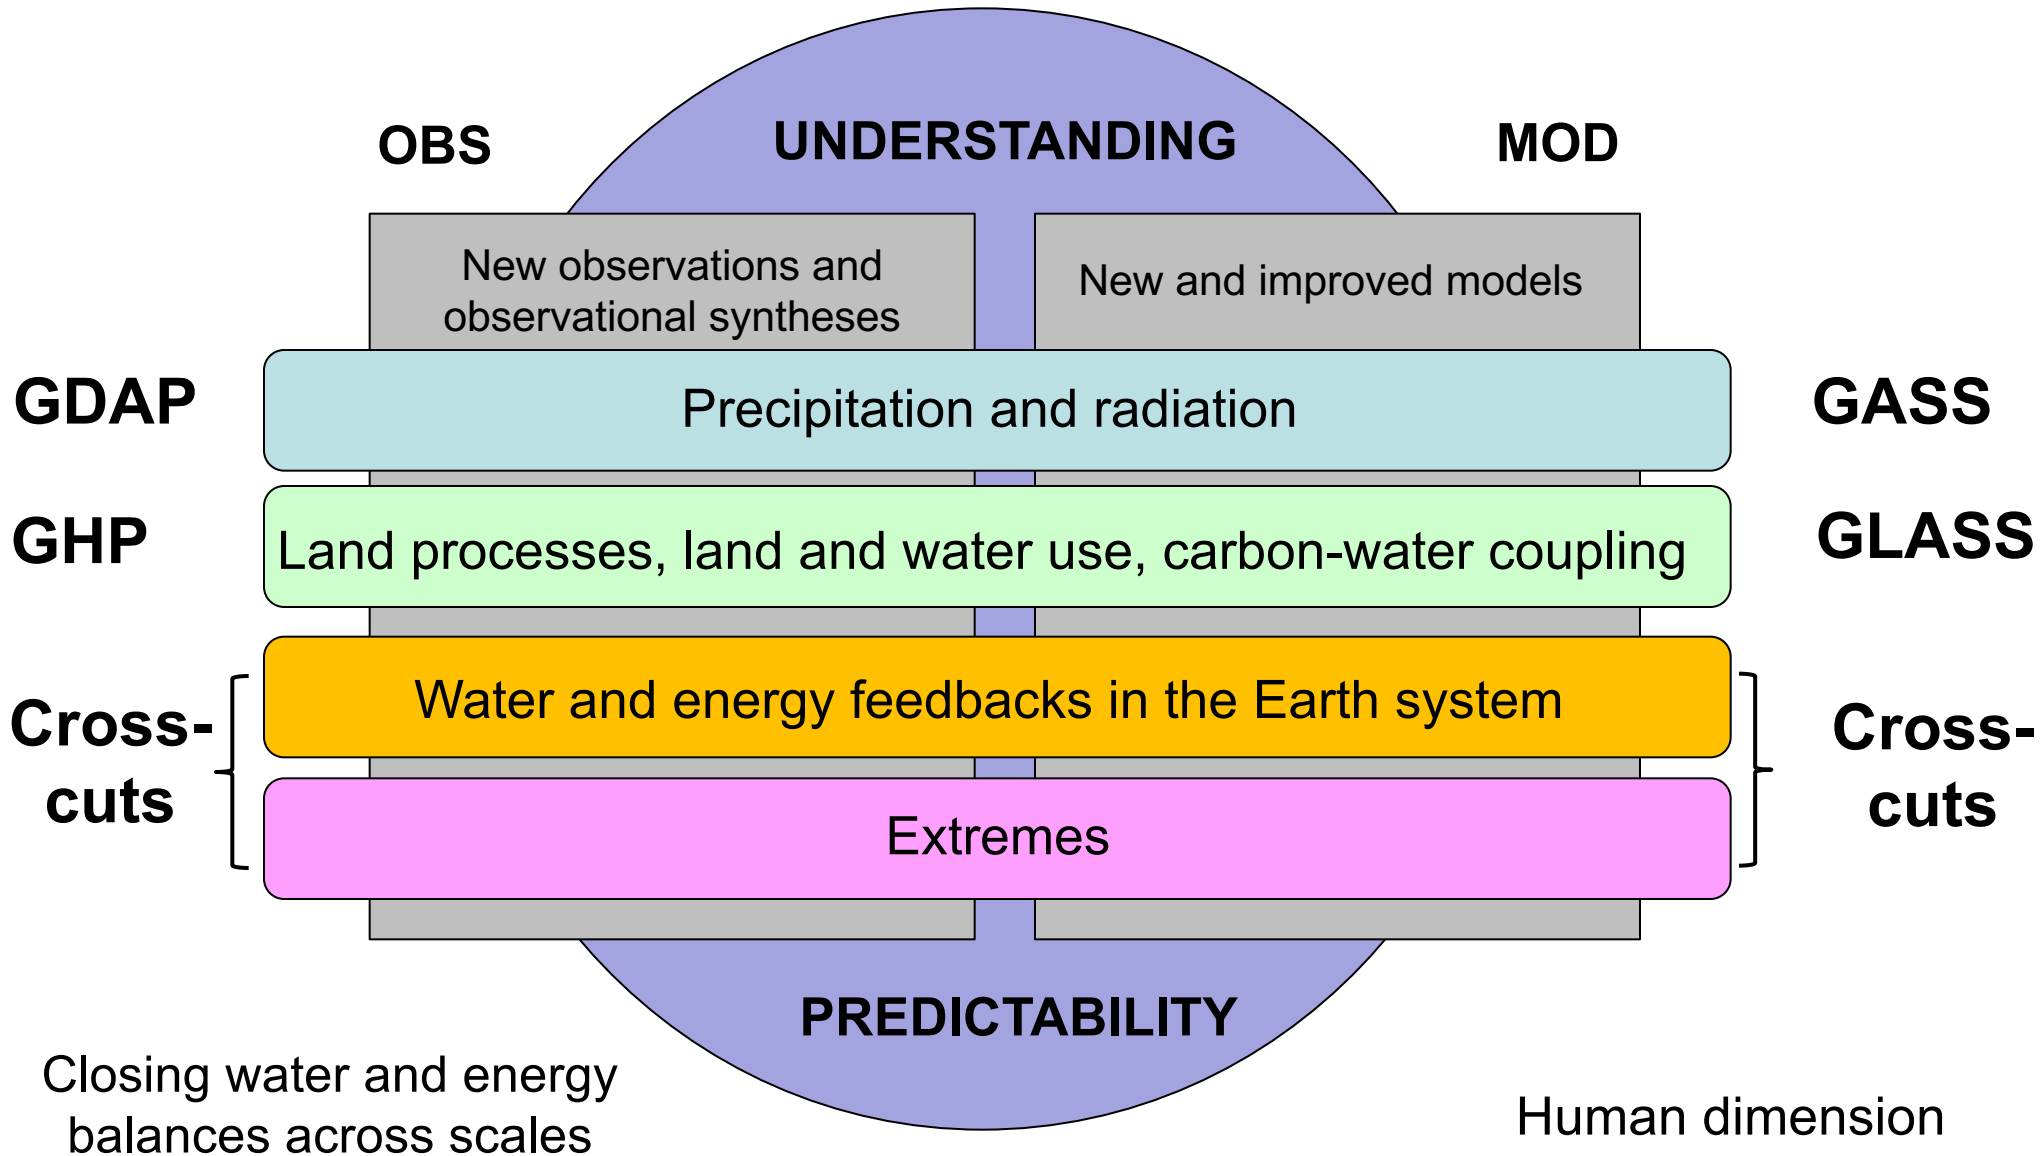 OBS
UNDERSTANDING
MOD
New observations and
observational syntheses
New and improved models
GDAP
Precipitation and radiation
GASS
GHP
Land processes, land and water use, carbon-water coupling
GLASS
Cross-
cuts
Water and energy feedbacks in the Earth system
Extremes
Cross-
cuts
PREDICTABILITY
Closing water and energy
balances across scales
Human dimension